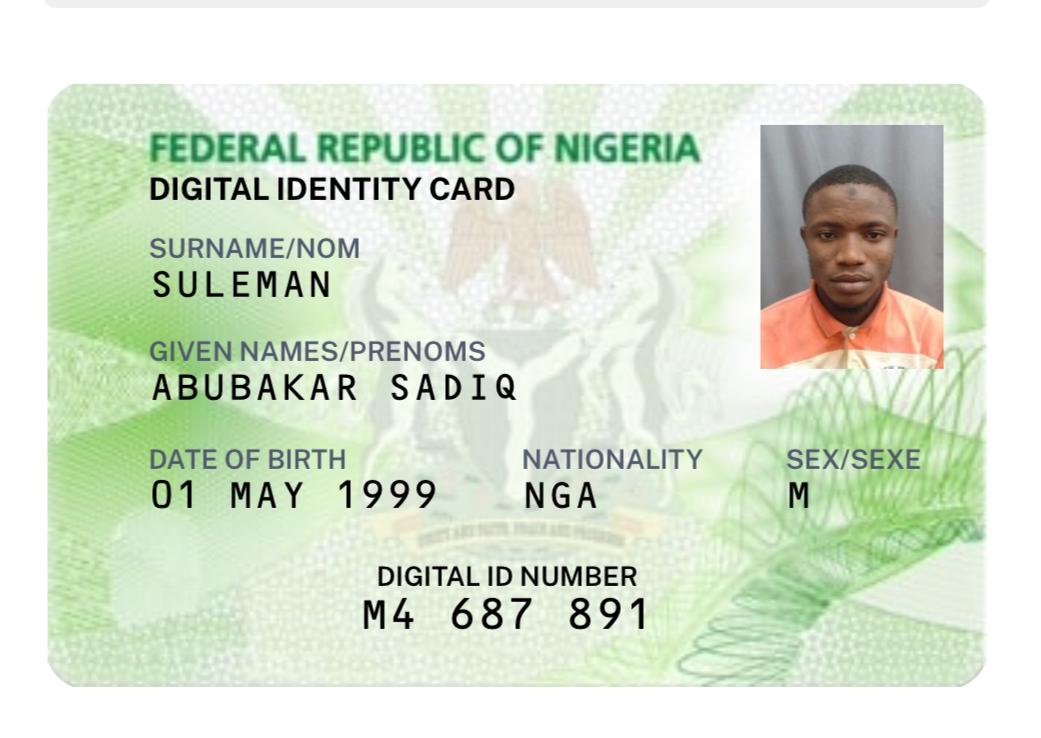 FEDERAL REPUBLIC OF NIGERIA
DIGITAL IDENTITY CARD
SURNAME/NOM
SULEMAN
GIVEN NAMES/PRENOMS
ABUBAKAR SADIQ
DATE OF BIRTH NATIONALITY SEX/SEXE
01 MAY 1999 NGA M
DIGITAL ID NUMBER
M4 687 891